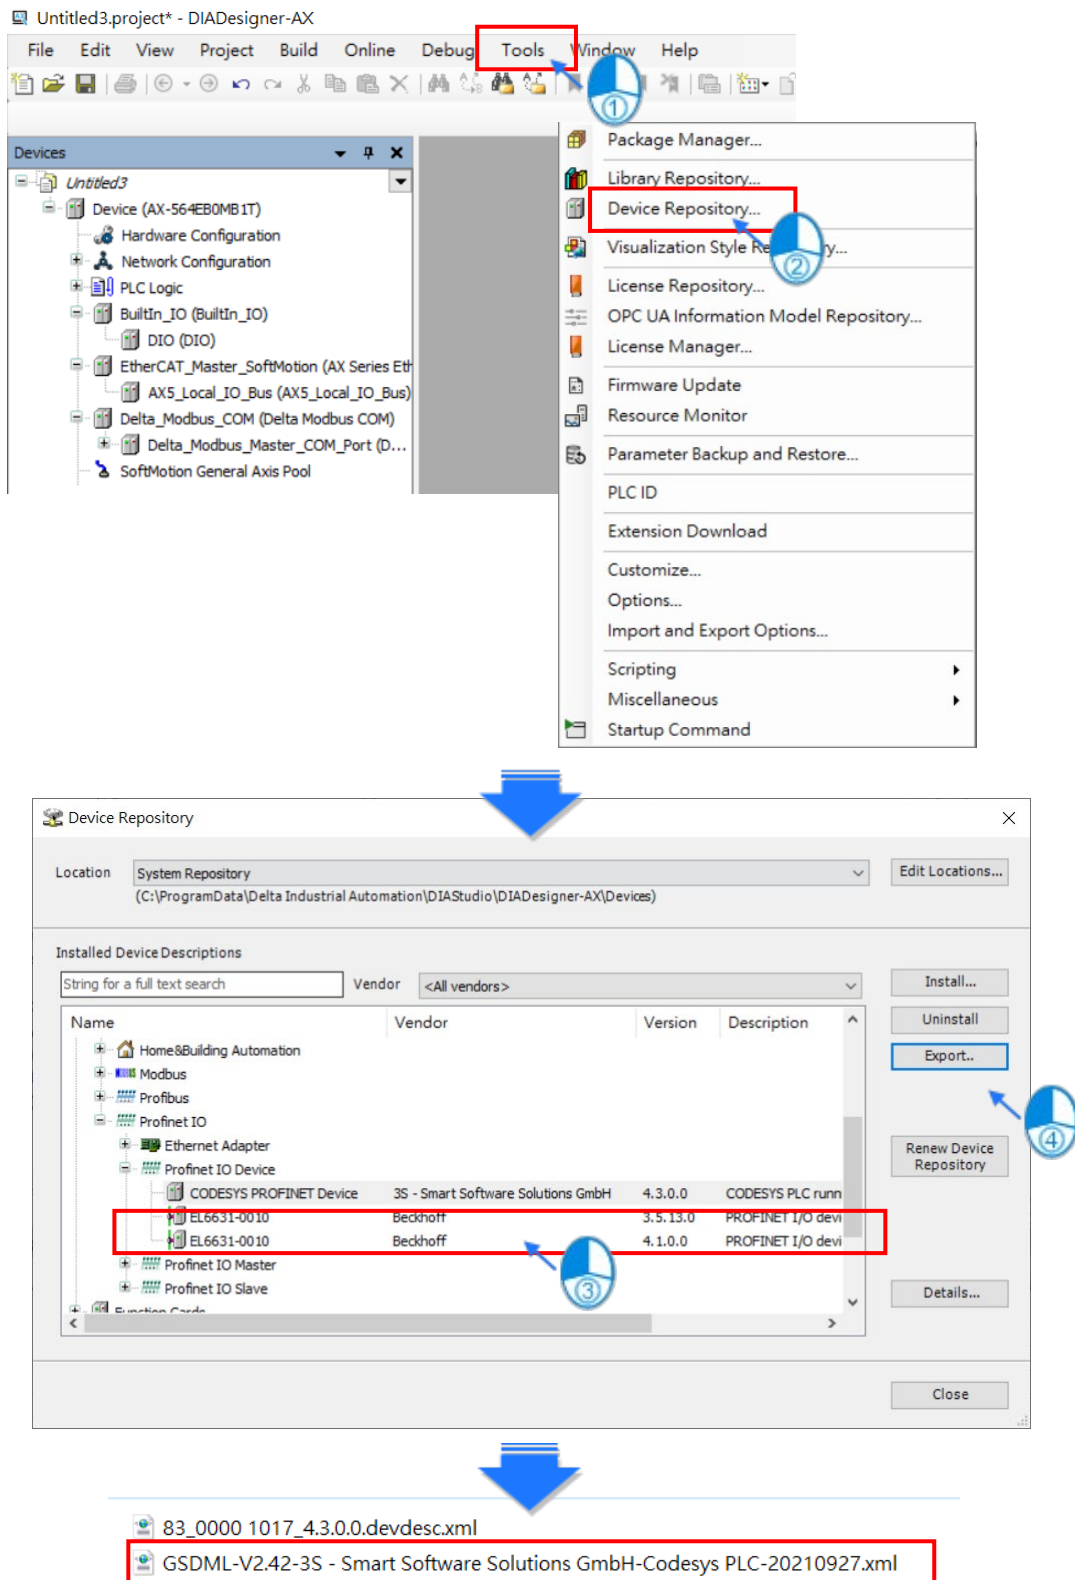 Untitled3.project* - DIADesigner-AX
File Edit View Project Build Online Debug Tools Window Help
①
Devices
Untitled3
Device (AX-564EB0MB1T)
Hardware Configuration
Network Configuration
PLC Logic
BuiltIn_IO (BuiltIn_IO)
DIO (DIO)
EtherCAT_Master_SoftMotion (AX Series Eth
AX5_Local_IO_Bus (AX5_Local_IO_Bus)
Delta_Modbus_COM (Delta Modbus COM)
Delta_Modbus_Master_COM_Port (D...
SoftMotion General Axis Pool
Package Manager...
Library Repository...
Device Repository...
②
Visualization Style Re y...
License Repository...
OPC UA Information Model Repository...
License Manager...
Firmware Update
Resource Monitor
Parameter Backup and Restore...
PLC ID
Extension Download
Customize...
Options...
Import and Export Options...
Scripting
Miscellaneous
Startup Command
Device Repository
Location System Repository Edit Locations...
(C:\ProgramData\Delta Industrial Automation\DIAStudio\DIADesigner-AX\Devices)
Installed Device Descriptions
String for a full text search Vendor <All vendors> Install...
Name Vendor Version Description Uninstall
Home&Building Automation Export..
Modbus
Profibus
Profinet IO
④
Ethernet Adapter Renew Device Repository
Profinet IO Device
CODESYS PROFINET Device 3S - Smart Software Solutions GmbH 4.3.0.0 CODESYS PLC runn
EL6631-0010 Beckhoff 3.5.13.0 PROFINET I/O devi
EL6631-0010 Beckhoff 4.1.0.0 PROFINET I/O devi
③
Profinet IO Master
Profinet IO Slave Details...
Function Cards
Close
83_0000 1017_4.3.0.0.devdesc.xml
GSDML-V2.42-3S - Smart Software Solutions GmbH-Codesys PLC-20210927.xml